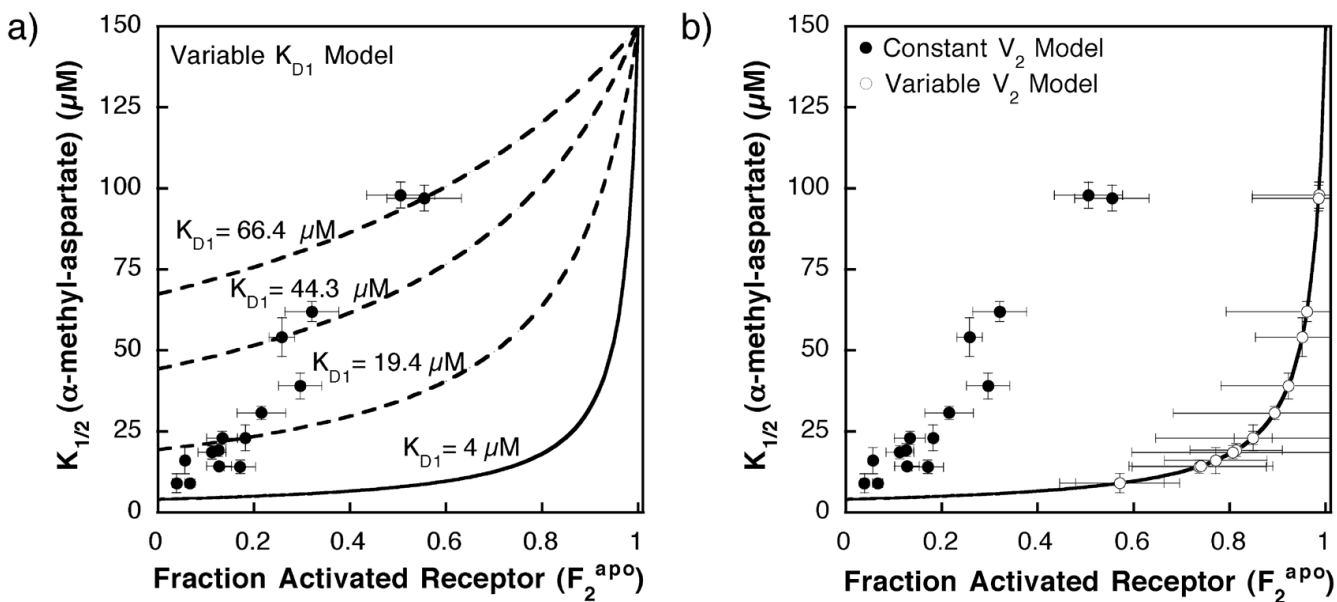 a)
Variable K_D1 Model
K_D1 = 66.4 µM
K_D1 = 44.3 µM
K_D1 = 19.4 µM
K_D1 = 4 µM
150
125
100
75
50
25
0
0 0.2 0.4 0.6 0.8 1
K_1/2 (α-methyl-aspartate) (µM)
Fraction Activated Receptor (F_2^apo)
b)
Constant V_2 Model
Variable V_2 Model
150
125
100
75
50
25
0
0 0.2 0.4 0.6 0.8 1
K_1/2 (α-methyl-aspartate) (µM)
Fraction Activated Receptor (F_2^apo)